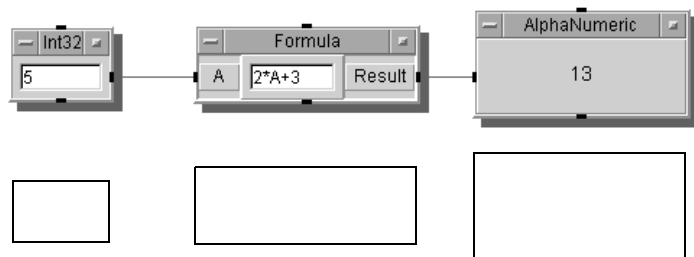 Int32
5
Formula
A 2*A+3 Result
AlphaNumeric
13